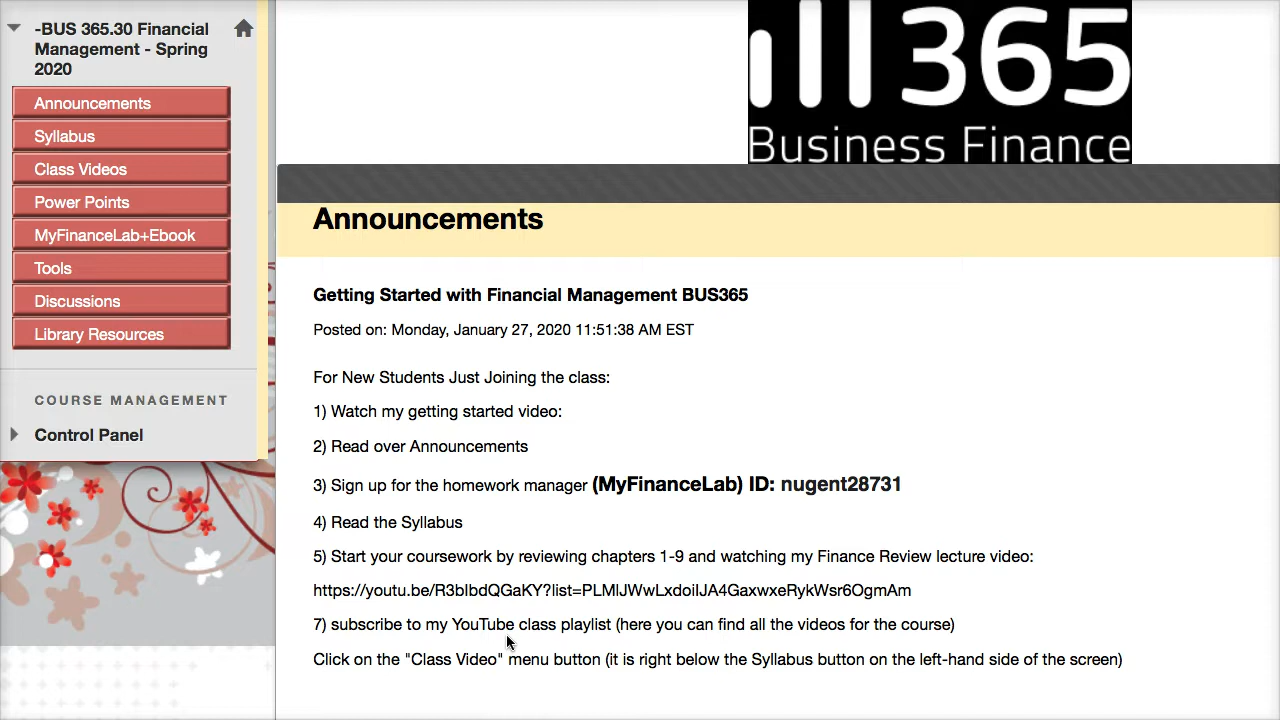 -BUS 365.30 Financial
Management - Spring
2020
Announcements
Syllabus
Class Videos
Power Points
MyFinanceLab+Ebook
Tools
Discussions
Library Resources
COURSE MANAGEMENT
Control Panel
365
Business Finance
Announcements
Getting Started with Financial Management BUS365
Posted on: Monday, January 27, 2020 11:51:38 AM EST
For New Students Just Joining the class:
1) Watch my getting started video:
2) Read over Announcements
3) Sign up for the homework manager (MyFinanceLab) ID: nugent28731
4) Read the Syllabus
5) Start your coursework by reviewing chapters 1-9 and watching my Finance Review lecture video:
https://youtu.be/R3bIbdQGaKY?list=PLMlJWwLxdoilJA4GaxwxeRykWsr6OgmAm
7) subscribe to my YouTube class playlist (here you can find all the videos for the course)
Click on the "Class Video" menu button (it is right below the Syllabus button on the left-hand side of the screen)